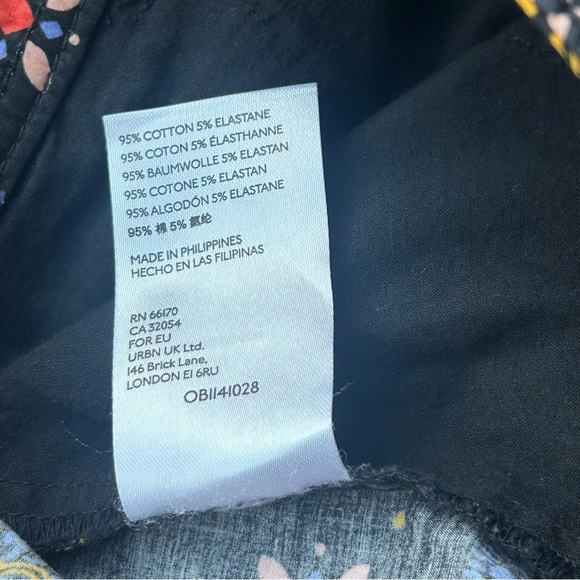 95% COTTON 5% ELASTANE
95% COTON 5% ÉLASTHANNE
95% BAUMWOLLE 5% ELASTAN
95% COTONE 5% ELASTAN
95% ALGODÓN 5% ELASTANE
95% 棉 5% 氨纶
MADE IN PHILIPPINES
HECHO EN LAS FILIPINAS
RN 66170
CA 32054
FOR EU
URBN UK Ltd.
146 Brick Lane,
LONDON E1 6RU
OB1141028